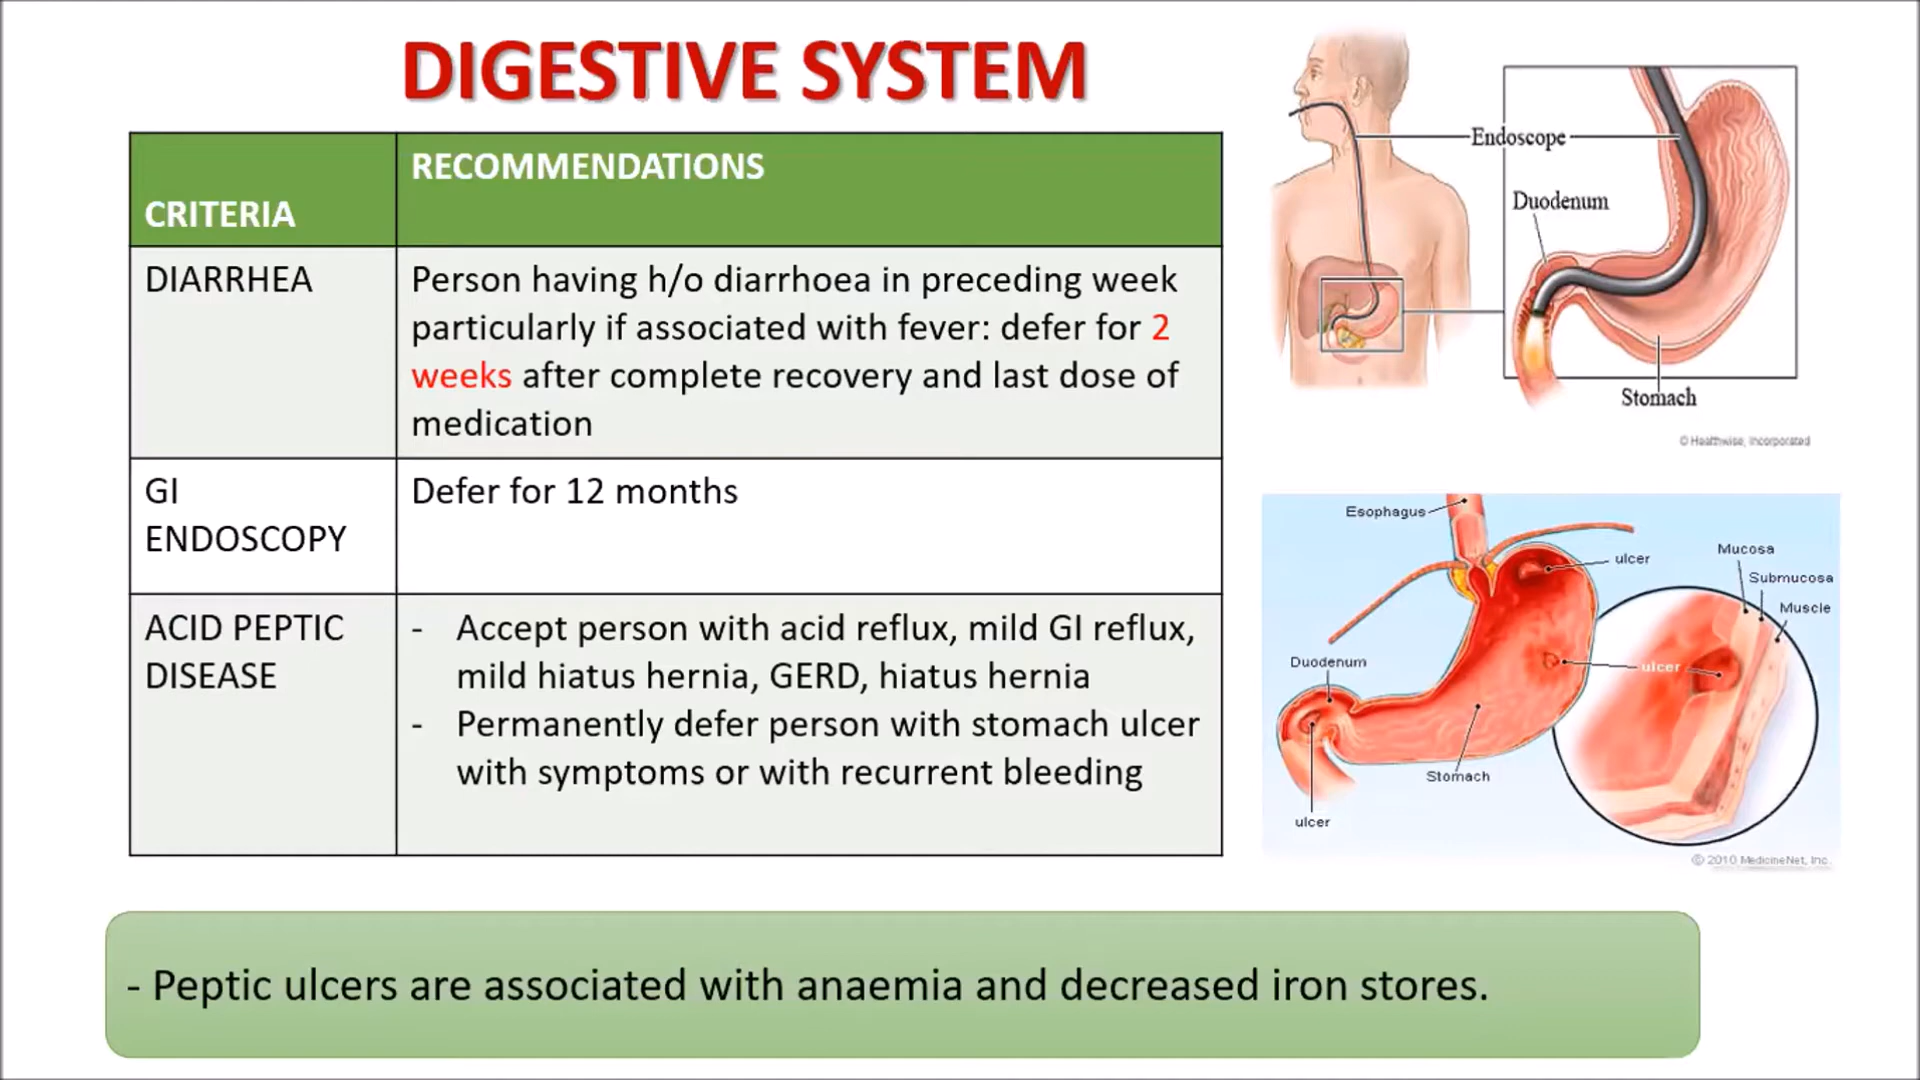 DIGESTIVE SYSTEM
CRITERIA
RECOMMENDATIONS
DIARRHEA
Person having h/o diarrhoea in preceding week
particularly if associated with fever: defer for 2
weeks after complete recovery and last dose of
medication
GI
ENDOSCOPY
Defer for 12 months
ACID PEPTIC
DISEASE
- Accept person with acid reflux, mild GI reflux,
mild hiatus hernia, GERD, hiatus hernia
- Permanently defer person with stomach ulcer
with symptoms or with recurrent bleeding
Endoscope
Duodenum
Stomach
© Healthwise, Incorporated
Esophagus
ulcer
Mucosa
Submucosa
Muscle
Duodenum
ulcer
Stomach
ulcer
© 2010 MedicineNet, Inc.
- Peptic ulcers are associated with anaemia and decreased iron stores.